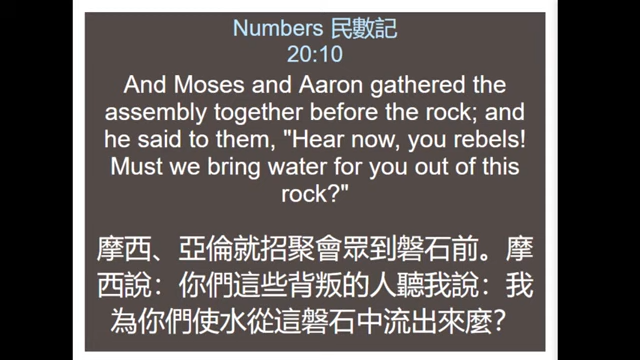 Numbers 民數記
20:10
And Moses and Aaron gathered the
assembly together before the rock; and
he said to them, "Hear now, you rebels!
Must we bring water for you out of this
rock?"
摩西、亞倫就招聚會眾到磐石前。摩
西說：你們這些背叛的人聽我說：我
為你們使水從這磐石中流出來麼？